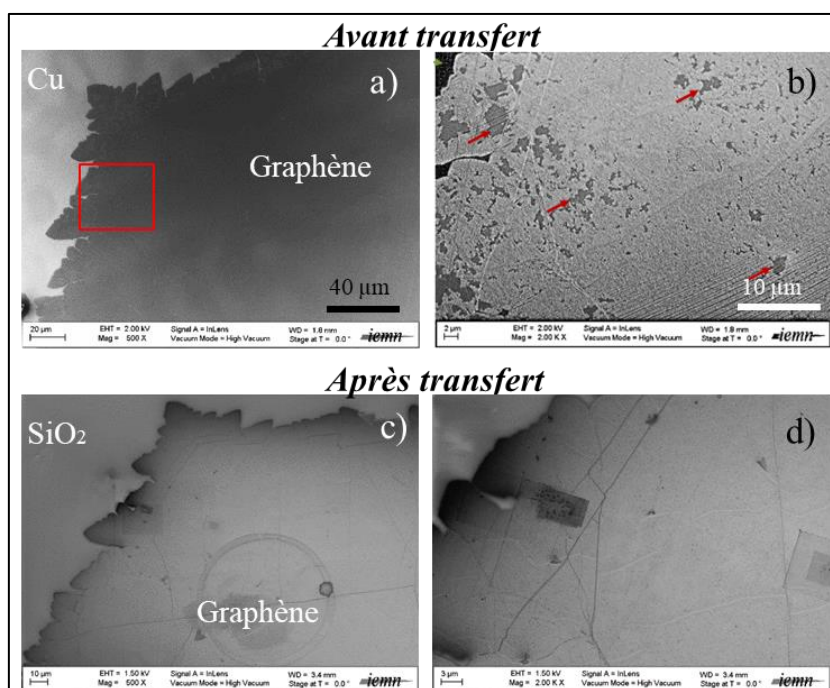 Avant transfert
Cu
a)
Graphène
40 μm
20 μm
EHT = 2.00 kV
Mag = 500 X
Signal A = InLens
Vacuum Mode = High Vacuum
WD = 1.8 mm
Stage at T = 0.0°
iemn
b)
10 μm
2 μm
EHT = 2.00 kV
Mag = 2.00 K X
Signal A = InLens
Vacuum Mode = High Vacuum
WD = 1.8 mm
Stage at T = 0.0°
iemn
Après transfert
SiO₂
c)
Graphène
10 μm
EHT = 1.50 kV
Mag = 500 X
Signal A = InLens
Vacuum Mode = High Vacuum
WD = 3.4 mm
Stage at T = 0.0°
iemn
d)
3 μm
EHT = 1.50 kV
Mag = 2.00 K X
Signal A = InLens
Vacuum Mode = High Vacuum
WD = 3.4 mm
Stage at T = 0.0°
iemn